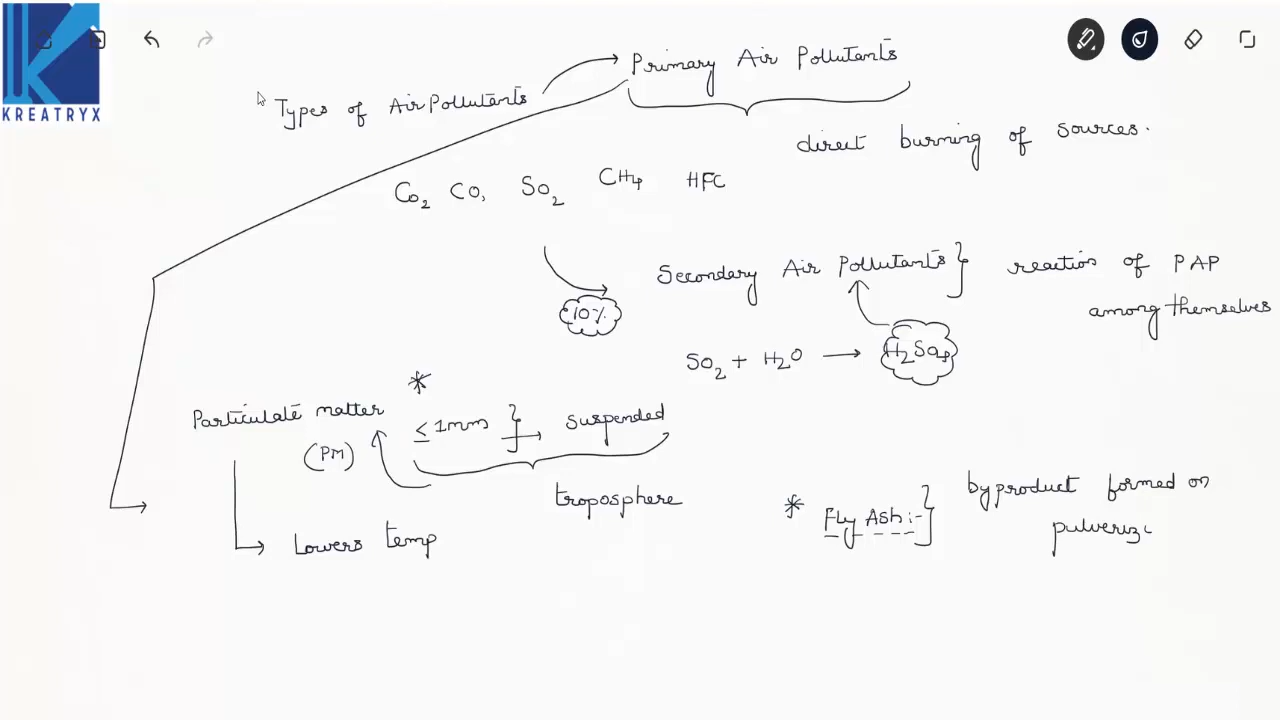 KREATRYX
Primary Air Pollutants
Types of Air Pollutants
direct burning of sources.
CO2 CO, SO2 CH4 HFC
Secondary Air Pollutants} reaction of PAP
among themselves
10%
SO2 + H2O → H2SO4
*
Particulate matter
(PM)
≤ 1mm } → suspended
troposphere
Lowers temp
* Fly Ash:- }
byproduct formed on
pulveriz